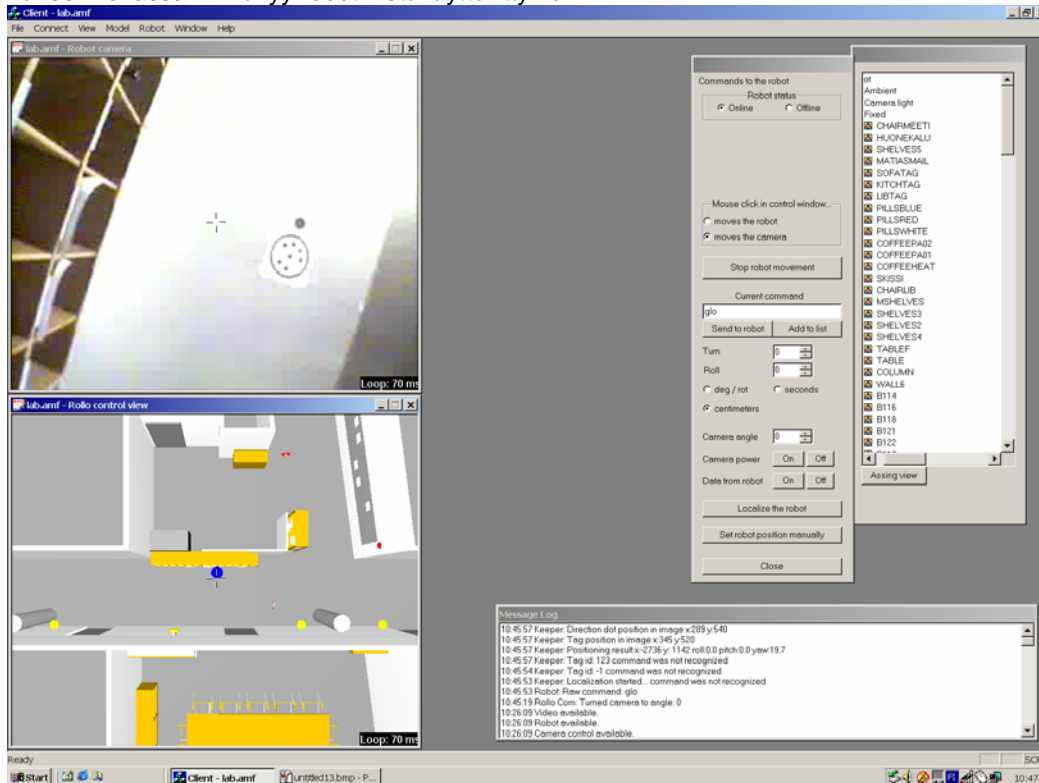 Client - lab.amf
File Connect View Model Robot Window Help
lab.amf - Robot camera
Loop: 70 ms
lab.amf - Rollo control view
Loop: 70 ms
Commands to the robot
Robot status
Online Offline
Mouse click in control window...
moves the robot
moves the camera
Stop robot movement
Current command
glo
Send to robot Add to list
Turn 0
Roll 0
deg / rot seconds
centimeters
Camera angle 0
Camera power On Off
Data from robot On Off
Localize the robot
Set robot position manually
Close
ot
Ambient
Camera light
Fixed
CHAIRMEETI
HUONEKALU
SHELVES5
MATIASMAIL
SOFATAG
KITCHTAG
LIBTAG
PILLSBLUE
PILLSRED
PILLSWHITE
COFFEEPA02
COFFEEPA01
COFFEEHEAT
SKISSI
CHAIRLIB
MSHELVES
SHELVES3
SHELVES2
SHELVES4
TABLEF
TABLE
COLUMN
WALL6
B114
B116
B118
B121
B122
Assing view
Message Log
10:45:57 Keeper: Direction dot position in image x:289 y:540
10:45:57 Keeper: Tag position in image x:345 y:520
10:45:57 Keeper: Positioning result x:-2736 y: 1142 roll:0.0 pitch:0.0 yaw:19.7
10:45:57 Keeper: Tag id: 123 command was not recognized
10:45:54 Keeper: Tag id: -1 command was not recognized
10:45:53 Keeper: Localization started... command was not recognized
10:45:53 Robot: Raw command: glo
10:45:19 Rollo Com: Turned camera to angle: 0
10:26:09 Video available.
10:26:09 Robot available.
10:26:09 Camera control available.
Ready
Start Client - lab.amf untitled13.bmp - P... 10:47